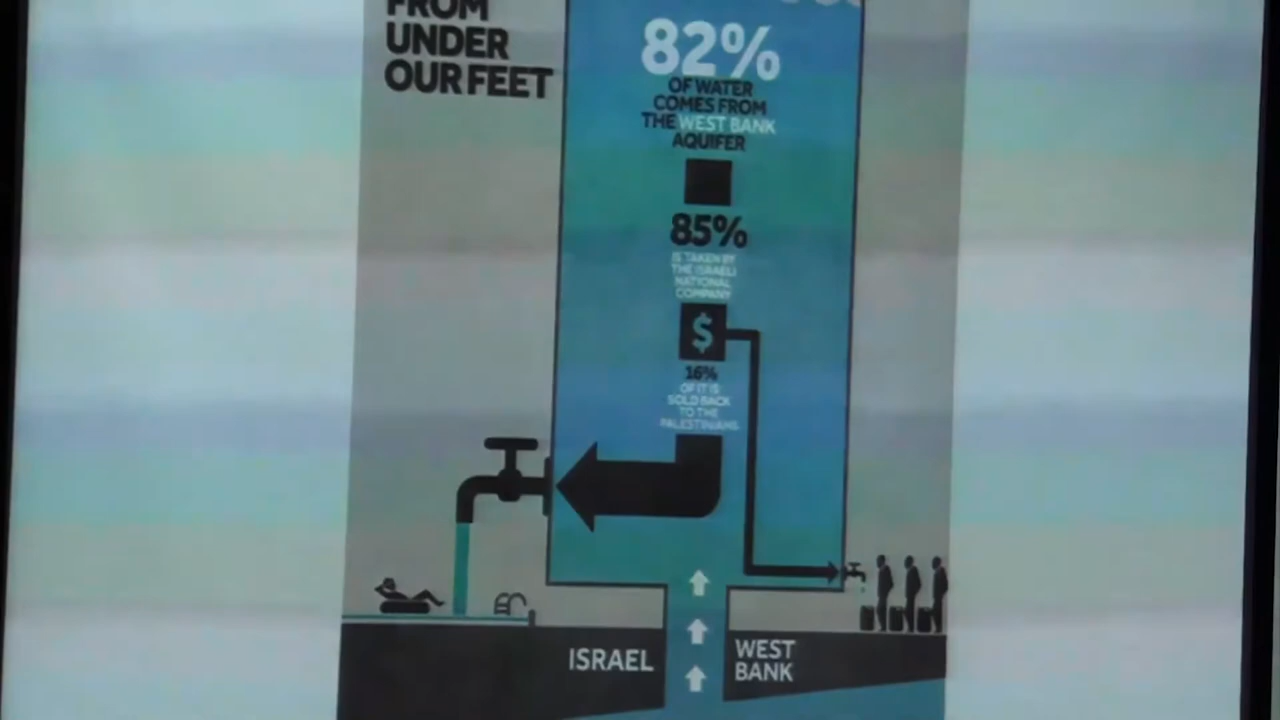 FROM
UNDER
OUR FEET
82%
OF WATER
COMES FROM
THE WEST BANK
AQUIFER
85%
IS TAKEN BY
THE ISRAELI
NATIONAL
COMPANY
$
16%
OF IT IS
SOLD BACK
TO THE
PALESTINIANS
ISRAEL
WEST
BANK